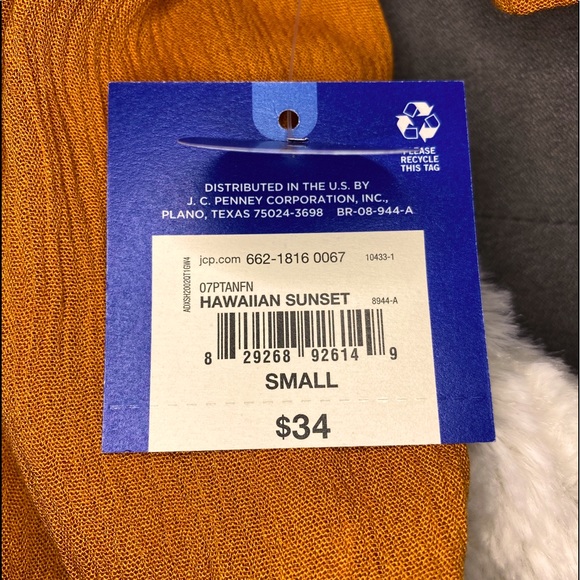 PLEASE
RECYCLE
THIS TAG
DISTRIBUTED IN THE U.S. BY
J. C. PENNEY CORPORATION, INC.,
PLANO, TEXAS 75024-3698 BR-08-944-A
ADXSH2002QT1GW4
jcp.com 662-1816 0067 10433-1
07PTANFN
HAWAIIAN SUNSET 8944-A
8 29268 92614 9
SMALL
$34